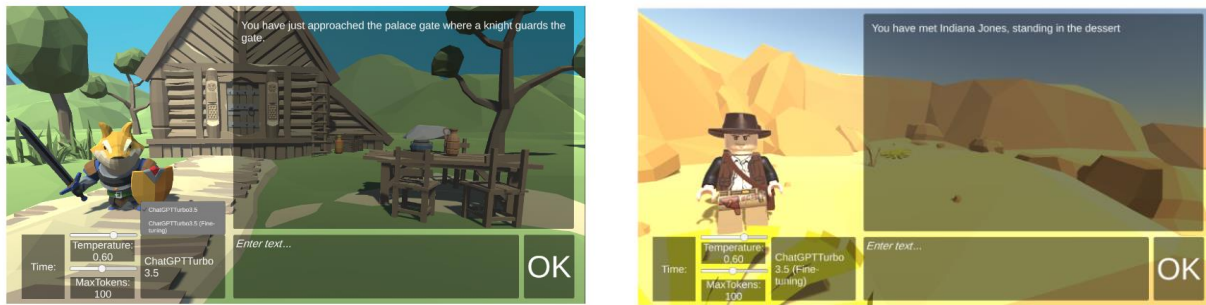 You have just approached the palace gate where a knight guards the
gate.
ChatGPTTurbo3.5
ChatGPTTurbo3.5 (Fine-
tuning)
Time:
Temperature:
0,60
MaxTokens:
100
ChatGPTTurbo
3.5
Enter text...
OK
You have met Indiana Jones, standing in the dessert
Time:
Temperature:
0,60
MaxTokens:
100
ChatGPTTurbo
3.5 (Fine-
tuning)
Enter text...
OK